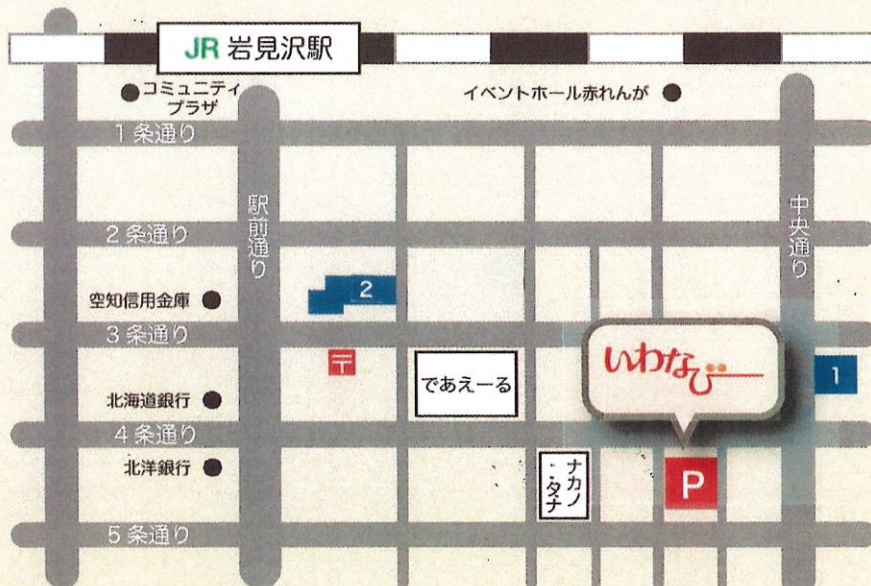 JR 岩見沢駅
コミュニティ
プラザ
イベントホール赤れんが
1条通り
駅前通り
中央通り
2条通り
2
空知信用金庫
3条通り
〒
であえーる
いわなびー
1
北海道銀行
4条通り
北洋銀行
ナカノ
・タナ
P
5条通り